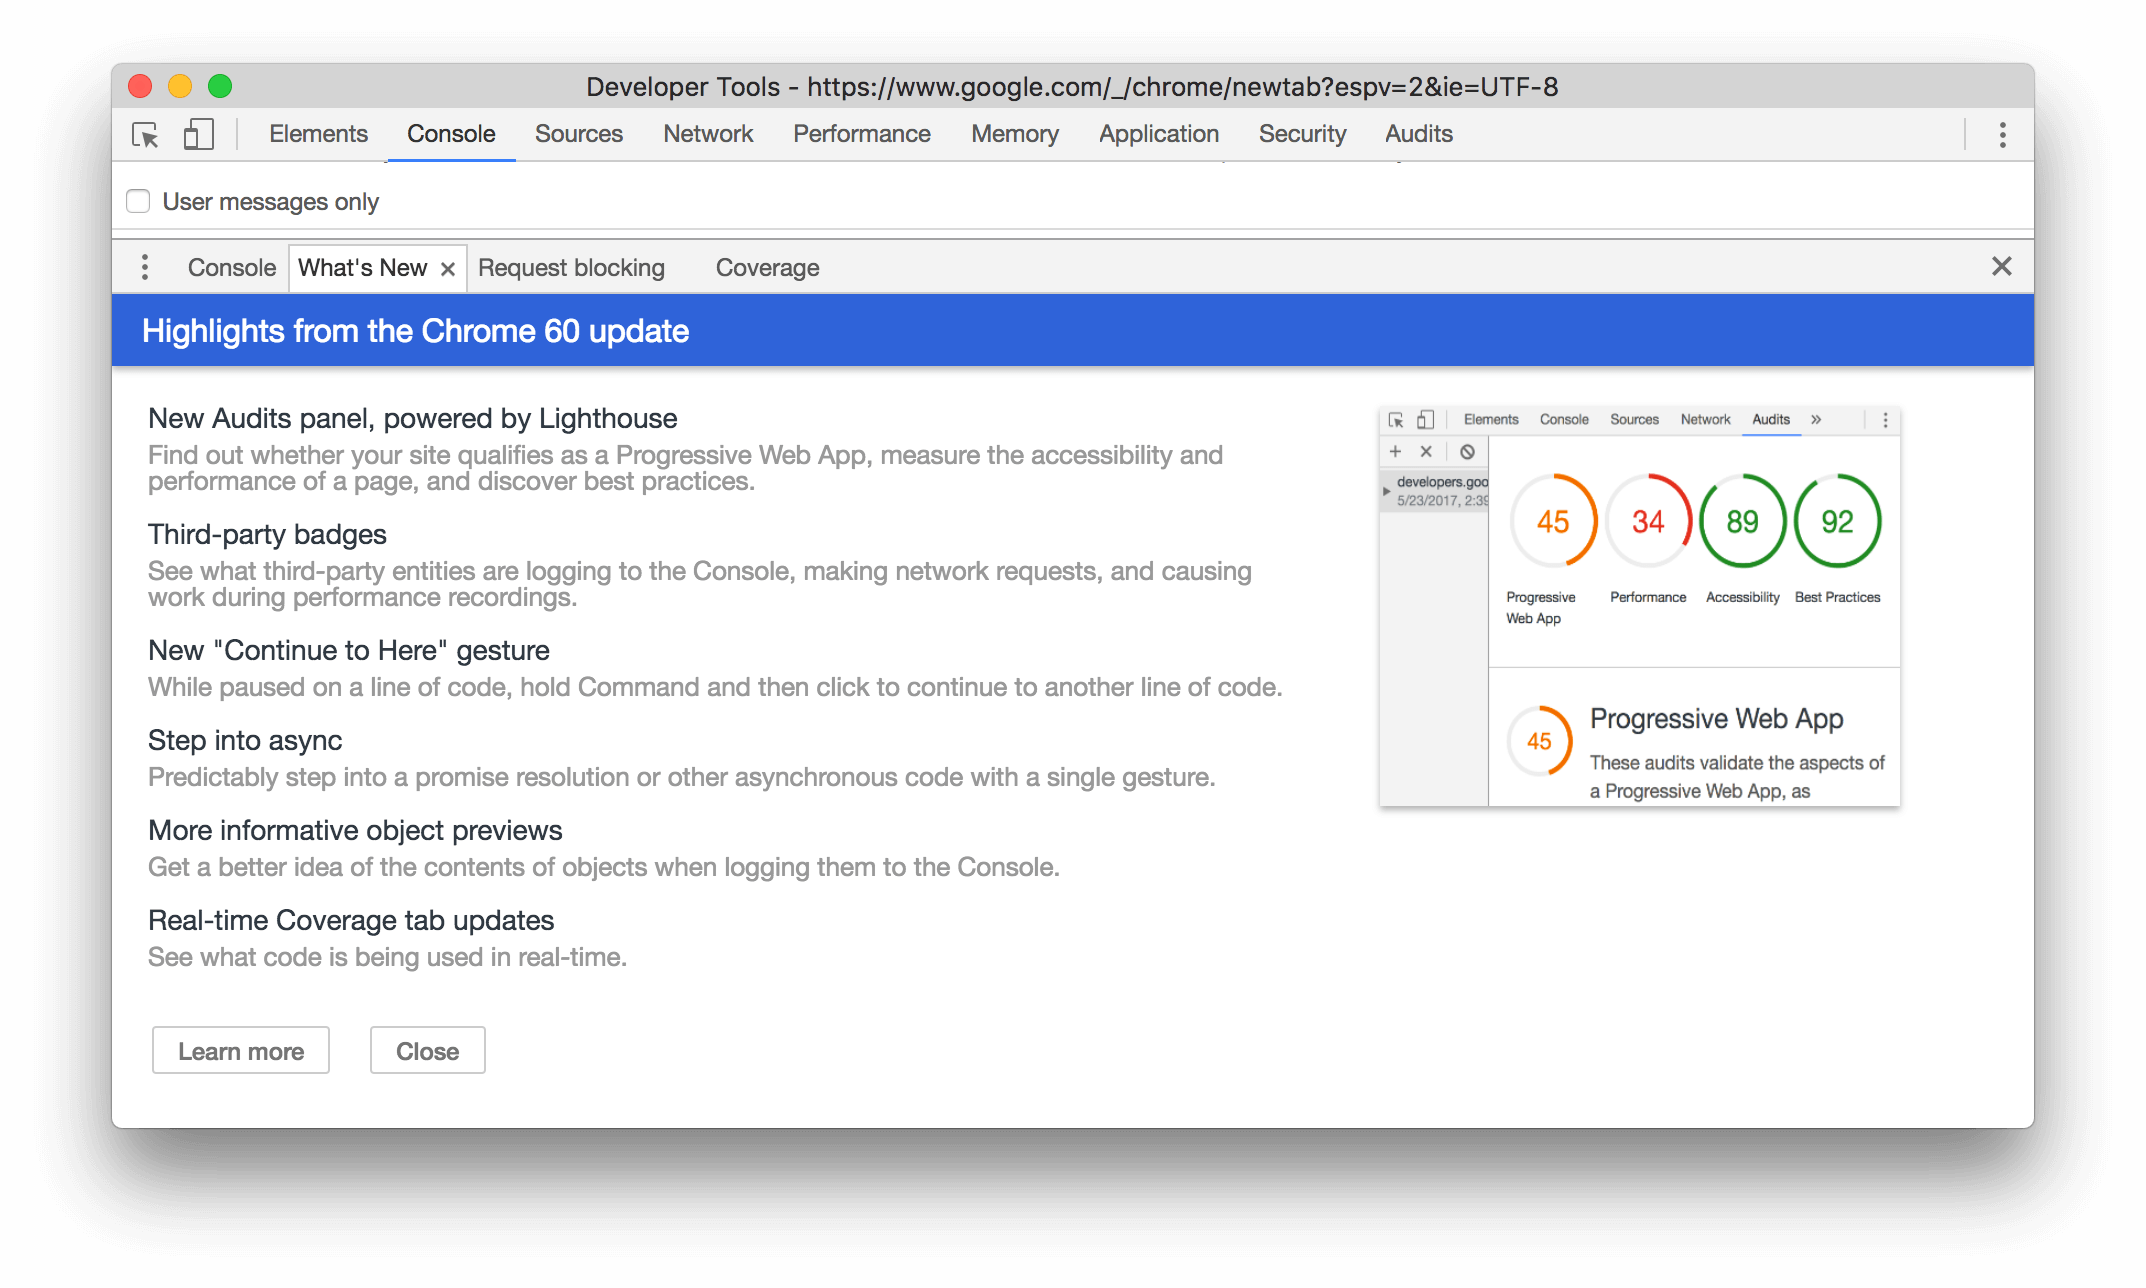 Developer Tools - https://www.google.com/_/chrome/newtab?espv=2&ie=UTF-8
Elements Console Sources Network Performance Memory Application Security Audits
User messages only
Console What's New Request blocking Coverage
Highlights from the Chrome 60 update
New Audits panel, powered by Lighthouse
Find out whether your site qualifies as a Progressive Web App, measure the accessibility and
performance of a page, and discover best practices.
Third-party badges
See what third-party entities are logging to the Console, making network requests, and causing
work during performance recordings.
New "Continue to Here" gesture
While paused on a line of code, hold Command and then click to continue to another line of code.
Step into async
Predictably step into a promise resolution or other asynchronous code with a single gesture.
More informative object previews
Get a better idea of the contents of objects when logging them to the Console.
Real-time Coverage tab updates
See what code is being used in real-time.
Learn more Close
Elements Console Sources Network Audits »
developers.goo
5/23/2017, 2:39
45 34 89 92
Progressive Performance Accessibility Best Practices
Web App
45 Progressive Web App
These audits validate the aspects of
a Progressive Web App, as